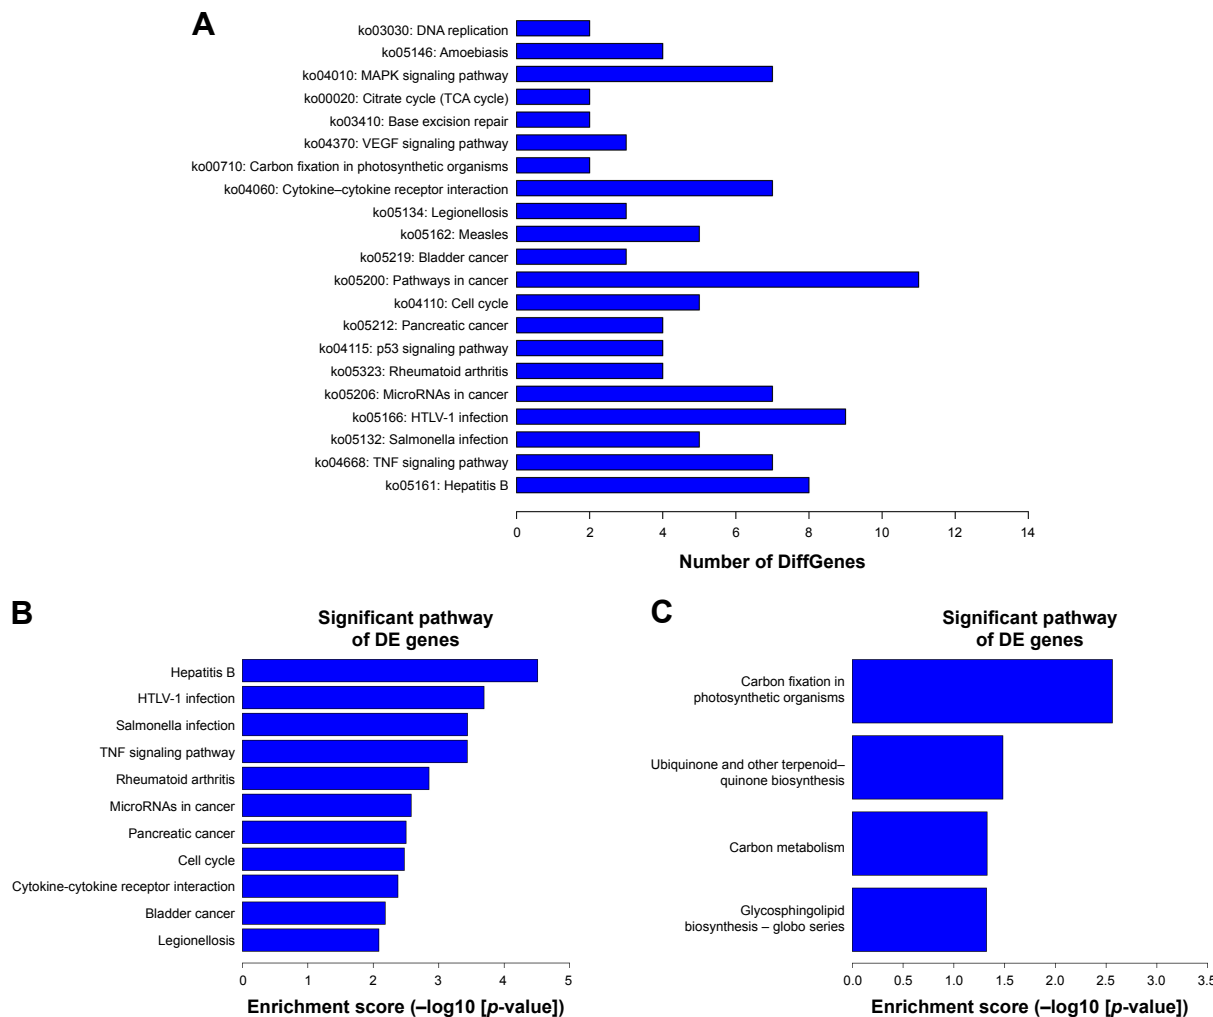 A
ko03030: DNA replication
ko05146: Amoebiasis
ko04010: MAPK signaling pathway
ko00020: Citrate cycle (TCA cycle)
ko03410: Base excision repair
ko04370: VEGF signaling pathway
ko00710: Carbon fixation in photosynthetic organisms
ko04060: Cytokine–cytokine receptor interaction
ko05134: Legionellosis
ko05162: Measles
ko05219: Bladder cancer
ko05200: Pathways in cancer
ko04110: Cell cycle
ko05212: Pancreatic cancer
ko04115: p53 signaling pathway
ko05323: Rheumatoid arthritis
ko05206: MicroRNAs in cancer
ko05166: HTLV-1 infection
ko05132: Salmonella infection
ko04668: TNF signaling pathway
ko05161: Hepatitis B
0 2 4 6 8 10 12 14
Number of DiffGenes
B
Significant pathway
of DE genes
Hepatitis B
HTLV-1 infection
Salmonella infection
TNF signaling pathway
Rheumatoid arthritis
MicroRNAs in cancer
Pancreatic cancer
Cell cycle
Cytokine-cytokine receptor interaction
Bladder cancer
Legionellosis
0 1 2 3 4 5
Enrichment score (–log10 [p-value])
C
Significant pathway
of DE genes
Carbon fixation in
photosynthetic organisms
Ubiquinone and other terpenoid–
quinone biosynthesis
Carbon metabolism
Glycosphingolipid
biosynthesis – globo series
0.0 0.5 1.0 1.5 2.0 2.5 3.0 3.5
Enrichment score (–log10 [p-value])